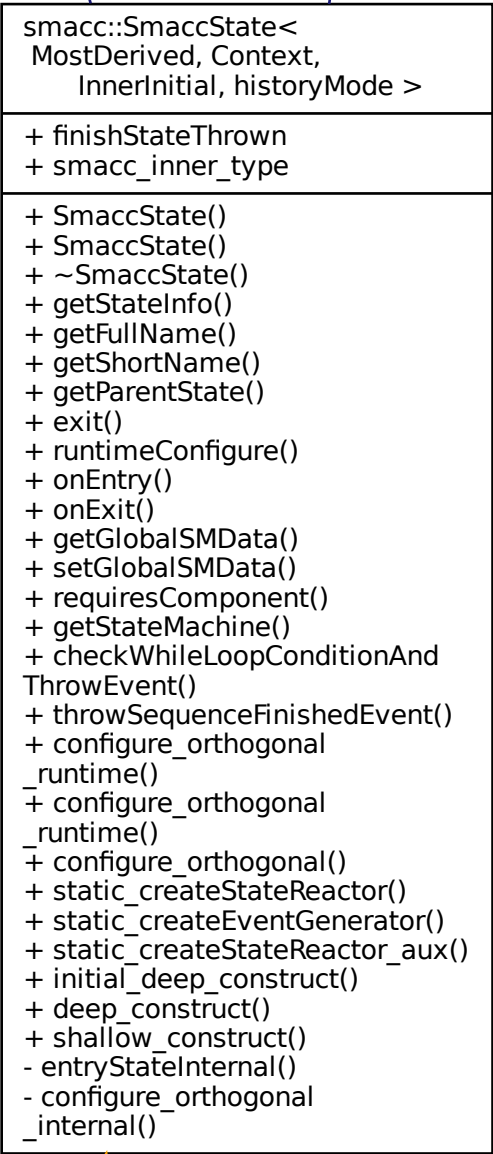 smacc::SmaccState<
MostDerived, Context,
InnerInitial, historyMode >
+ finishStateThrown
+ smacc_inner_type
+ SmaccState()
+ SmaccState()
+ ~SmaccState()
+ getStateInfo()
+ getFullName()
+ getShortName()
+ getParentState()
+ exit()
+ runtimeConfigure()
+ onEntry()
+ onExit()
+ getGlobalSMData()
+ setGlobalSMData()
+ requiresComponent()
+ getStateMachine()
+ checkWhileLoopConditionAnd
ThrowEvent()
+ throwSequenceFinishedEvent()
+ configure_orthogonal
_runtime()
+ configure_orthogonal
_runtime()
+ configure_orthogonal()
+ static_createStateReactor()
+ static_createEventGenerator()
+ static_createStateReactor_aux()
+ initial_deep_construct()
+ deep_construct()
+ shallow_construct()
- entryStateInternal()
- configure_orthogonal
_internal()